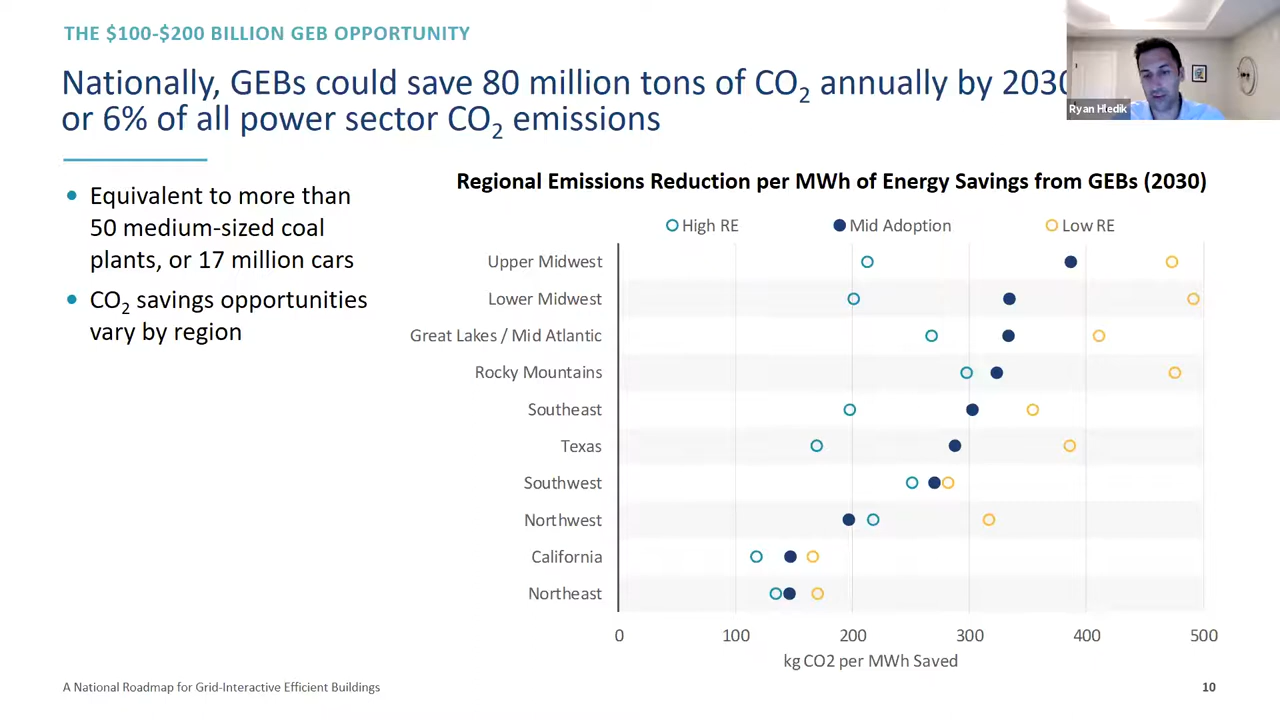 THE $100-$200 BILLION GEB OPPORTUNITY
Nationally, GEBs could save 80 million tons of CO2 annually by 2030
or 6% of all power sector CO2 emissions
Ryan Hledik
Equivalent to more than
50 medium-sized coal
plants, or 17 million cars
CO2 savings opportunities
vary by region
Regional Emissions Reduction per MWh of Energy Savings from GEBs (2030)
High RE Mid Adoption Low RE
Upper Midwest
Lower Midwest
Great Lakes / Mid Atlantic
Rocky Mountains
Southeast
Texas
Southwest
Northwest
California
Northeast
0 100 200 300 400 500
kg CO2 per MWh Saved
A National Roadmap for Grid-Interactive Efficient Buildings
10